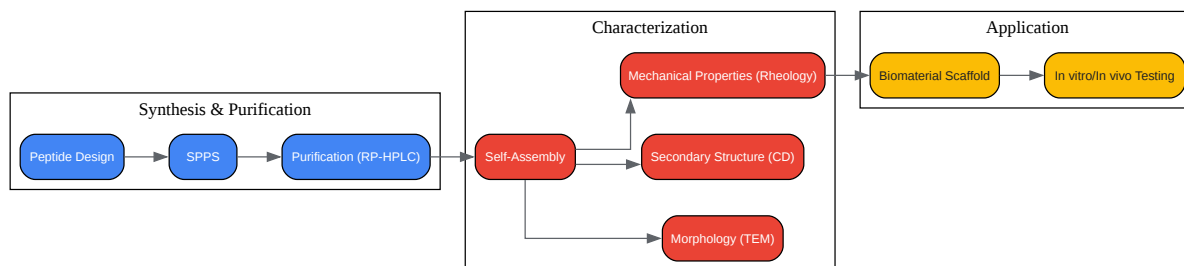 Synthesis & Purification
Peptide Design
SPPS
Purification (RP-HPLC)
Characterization
Self-Assembly
Mechanical Properties (Rheology)
Secondary Structure (CD)
Morphology (TEM)
Application
Biomaterial Scaffold
In vitro/In vivo Testing